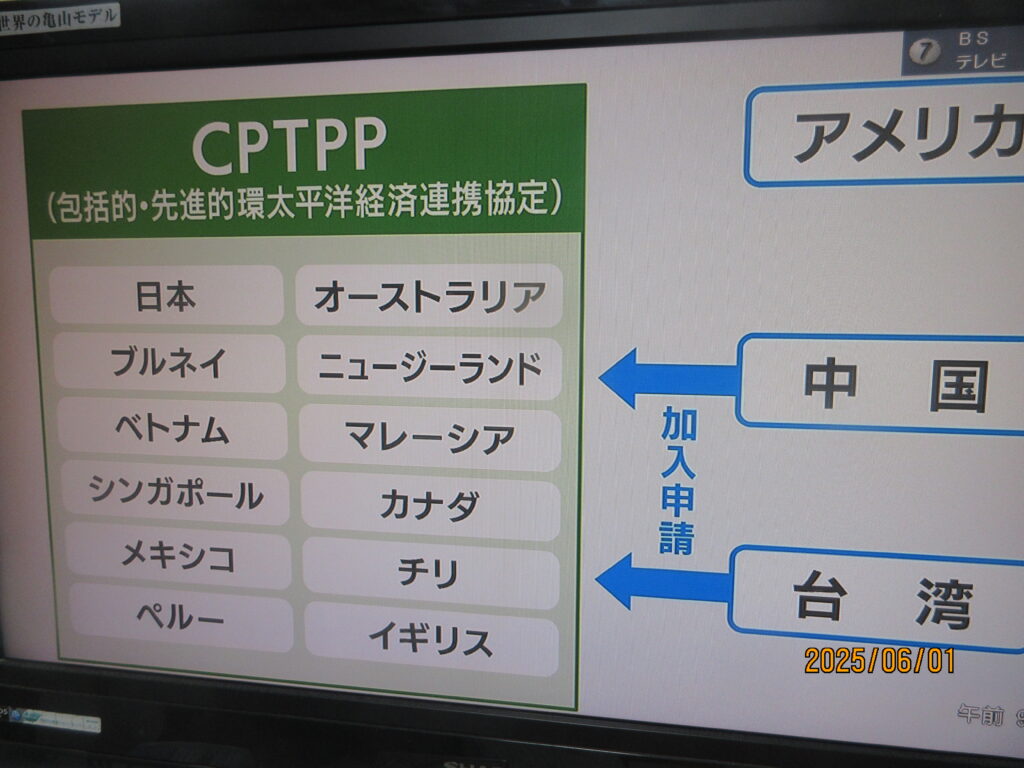 世界の亀山モデル
7 BS
テレビ
CPTPP
(包括的・先進的環太平洋経済連携協定)
日本
オーストラリア
ブルネイ
ニュージーランド
ベトナム
マレーシア
シンガポール
カナダ
メキシコ
チリ
ペルー
イギリス
アメリカ
中国
加入申請
台湾
2025/06/01
午前